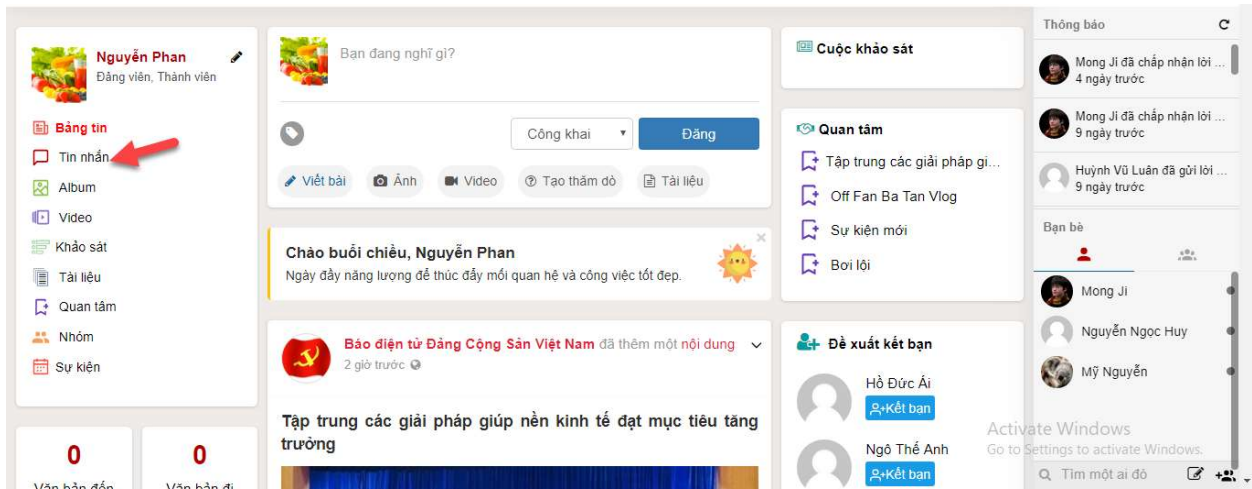 Nguyễn Phan
Đảng viên, Thành viên
Bảng tin
Tin nhắn
Album
Video
Khảo sát
Tài liệu
Quan tâm
Nhóm
Sự kiện
0
Văn bản đến
0
Văn bản đi
Bạn đang nghĩ gì?
Công khai
Đăng
Viết bài
Ảnh
Video
Tạo thăm dò
Tài liệu
Chào buổi chiều, Nguyễn Phan
Ngày đầy năng lượng để thúc đẩy mối quan hệ và công việc tốt đẹp.
Báo điện tử Đảng Cộng Sản Việt Nam đã thêm một nội dung
2 giờ trước
Tập trung các giải pháp giúp nền kinh tế đạt mục tiêu tăng
trưởng
Cuộc khảo sát
Quan tâm
Tập trung các giải pháp gi...
Off Fan Ba Tan Vlog
Sự kiện mới
Bơi lội
Đề xuất kết bạn
Hồ Đức Ái
Kết bạn
Ngô Thế Anh
Kết bạn
Thông báo
Mong Ji đã chấp nhận lời ...
4 ngày trước
Mong Ji đã chấp nhận lời ...
9 ngày trước
Huỳnh Vũ Luân đã gửi lời ...
9 ngày trước
Bạn bè
Mong Ji
Nguyễn Ngọc Huy
Mỹ Nguyễn
Activate Windows
Go to Settings to activate Windows.
Tìm một ai đó